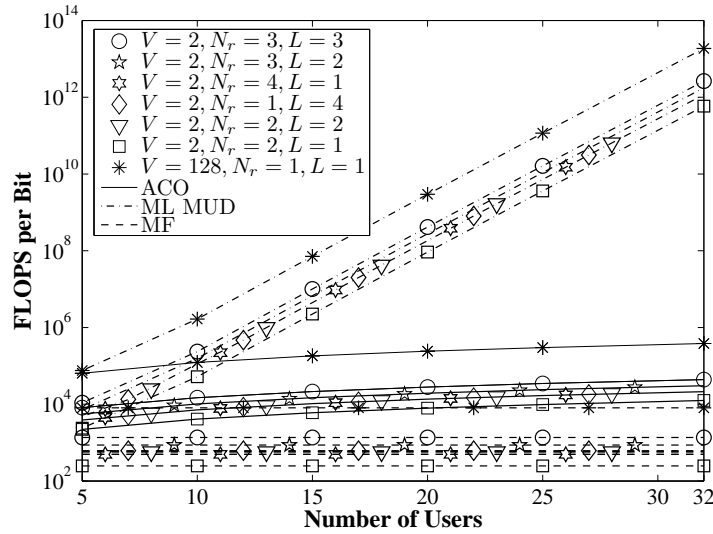 FLOPS per Bit
10^14
10^12
10^10
10^8
10^6
10^4
10^2
V = 2, N_r = 3, L = 3
V = 2, N_r = 3, L = 2
V = 2, N_r = 4, L = 1
V = 2, N_r = 1, L = 4
V = 2, N_r = 2, L = 2
V = 2, N_r = 2, L = 1
V = 128, N_r = 1, L = 1
ACO
ML MUD
MF
5 10 15 20 25 30 32
Number of Users